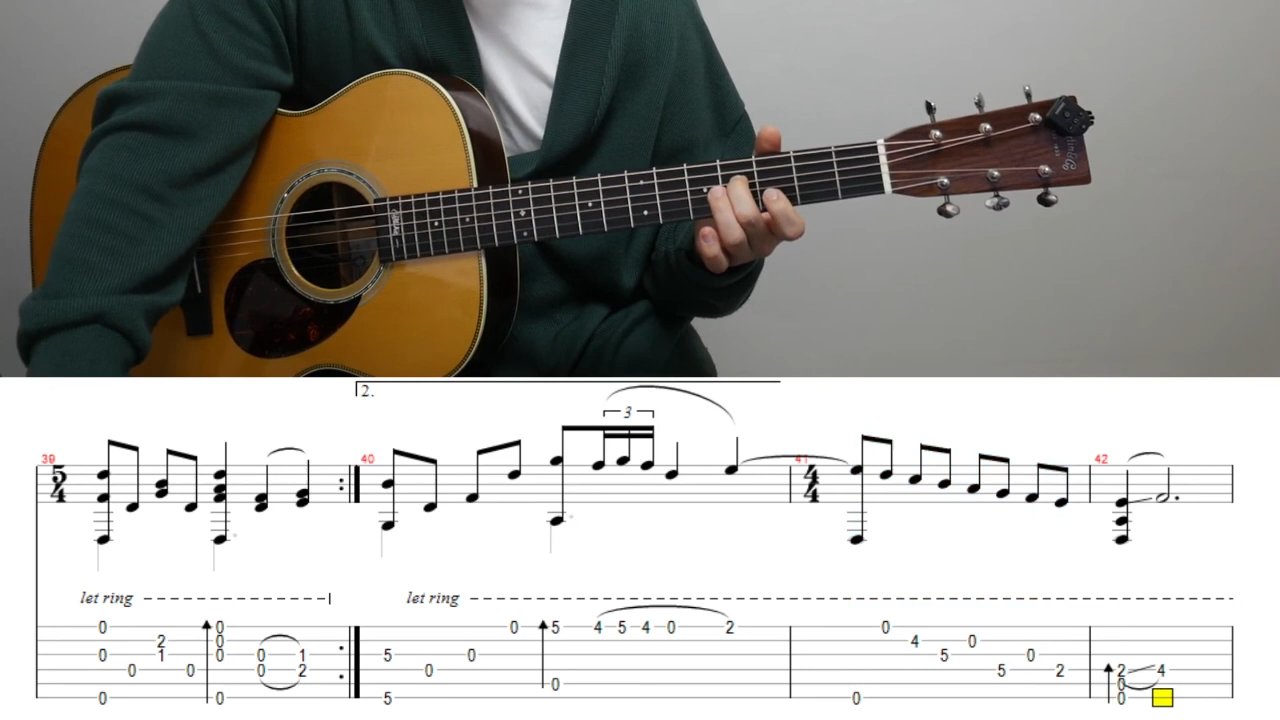 2.
3
39 40 41 42
5 4 4 4
let ring let ring
0 0 0 5 4 5 4 0 2 0
2 0 4 0
0 1 0 0 1 5 0 5 0
0 0 0 2 0 5 2 2 4
0 0
0 0 5 0 0